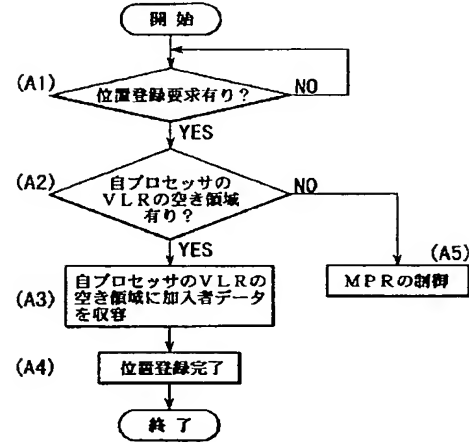 開始
(A1)
位置登録要求有り?
NO
YES
(A2)
自プロセッサの
VLRの空き領域
有り?
NO
YES
(A5)
MPRの制御
(A3)
自プロセッサのVLRの
空き領域に加入者データ
を収容
(A4)
位置登録完了
終了